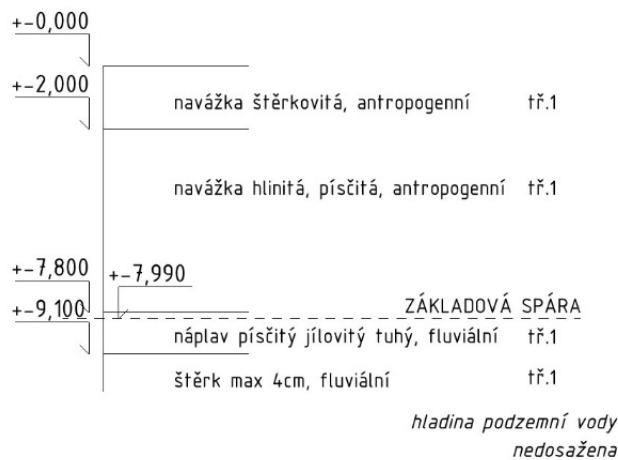 +-0,000
+-2,000
navážka štěrkovitá, antropogenní tř.1
navážka hlinitá, písčitá, antropogenní tř.1
+-7,800 +-7,990
+-9,100 ZÁKLADOVÁ SPÁRA
náplav písčitý jílovitý tuhý, fluviální tř.1
štěrk max 4cm, fluviální tř.1
hladina podzemní vody
nedosažena